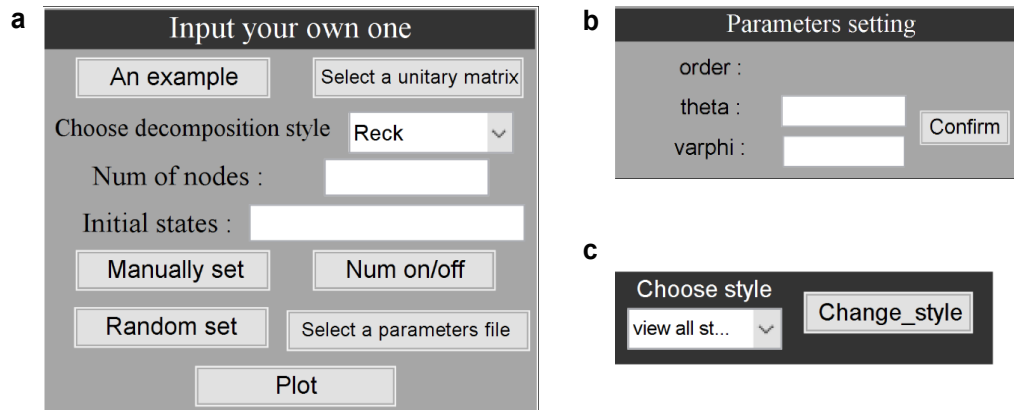 a
Input your own one
An example
Select a unitary matrix
Choose decomposition style
Reck
Num of nodes :
Initial states :
Manually set
Num on/off
Random set
Select a parameters file
Plot
b
Parameters setting
order :
theta :
varphi :
Confirm
c
Choose style
view all st...
Change_style